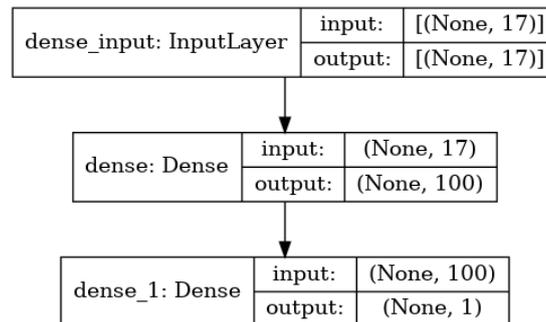 dense_input: InputLayer
input: [(None, 17)]
output: [(None, 17)]
dense: Dense
input: (None, 17)
output: (None, 100)
dense_1: Dense
input: (None, 100)
output: (None, 1)